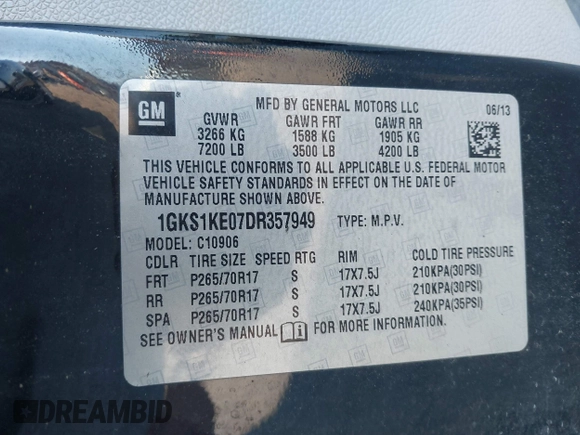 GM
MFD BY GENERAL MOTORS LLC
06/13
GVWR GAWR FRT GAWR RR
3266 KG 1588 KG 1905 KG
7200 LB 3500 LB 4200 LB
THIS VEHICLE CONFORMS TO ALL APPLICABLE U.S. FEDERAL MOTOR
VEHICLE SAFETY STANDARDS IN EFFECT ON THE DATE OF
MANUFACTURE SHOWN ABOVE.
1GKS1KE07DR357949 TYPE: M.P.V.
MODEL: C10906
CDLR TIRE SIZE SPEED RTG RIM COLD TIRE PRESSURE
FRT P265/70R17 S 17X7.5J 210KPA(30PSI)
RR P265/70R17 S 17X7.5J 210KPA(30PSI)
SPA P265/70R17 S 17X7.5J 240KPA(35PSI)
SEE OWNER'S MANUAL FOR MORE INFORMATION.
DREAMBID